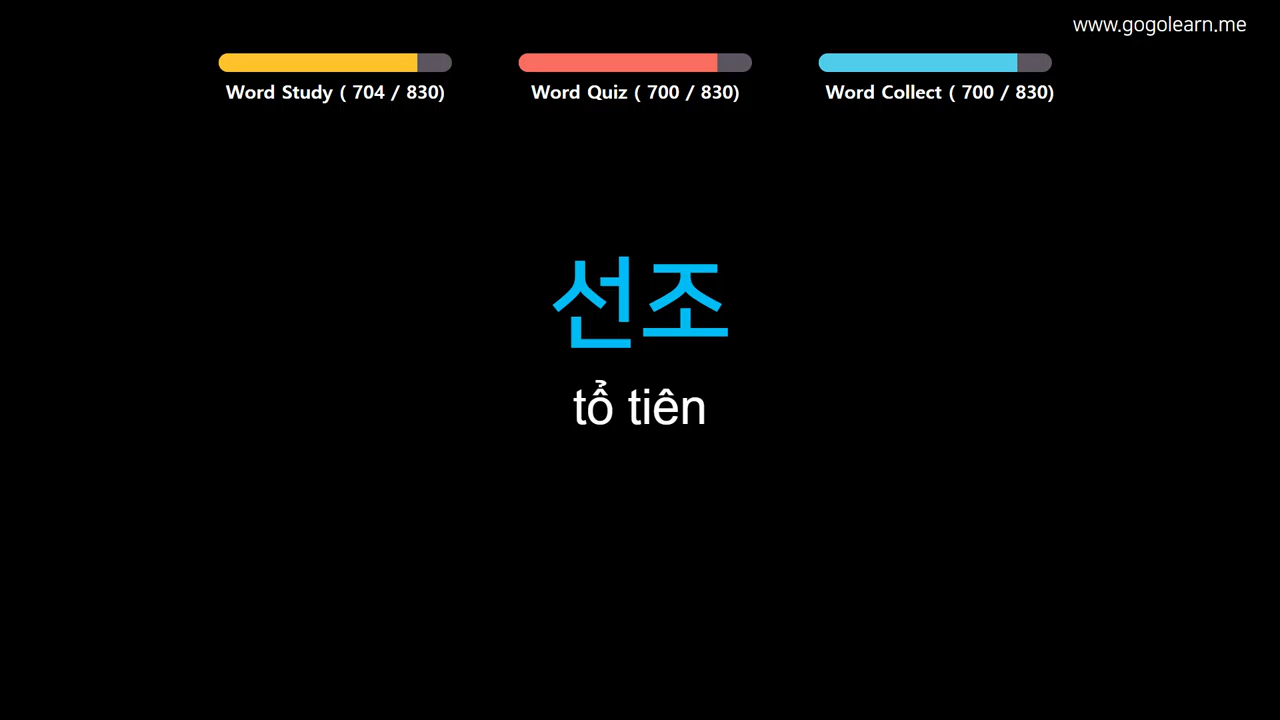 www.gogolearn.me
Word Study ( 704 / 830)
Word Quiz ( 700 / 830)
Word Collect ( 700 / 830)
선조
tổ tiên